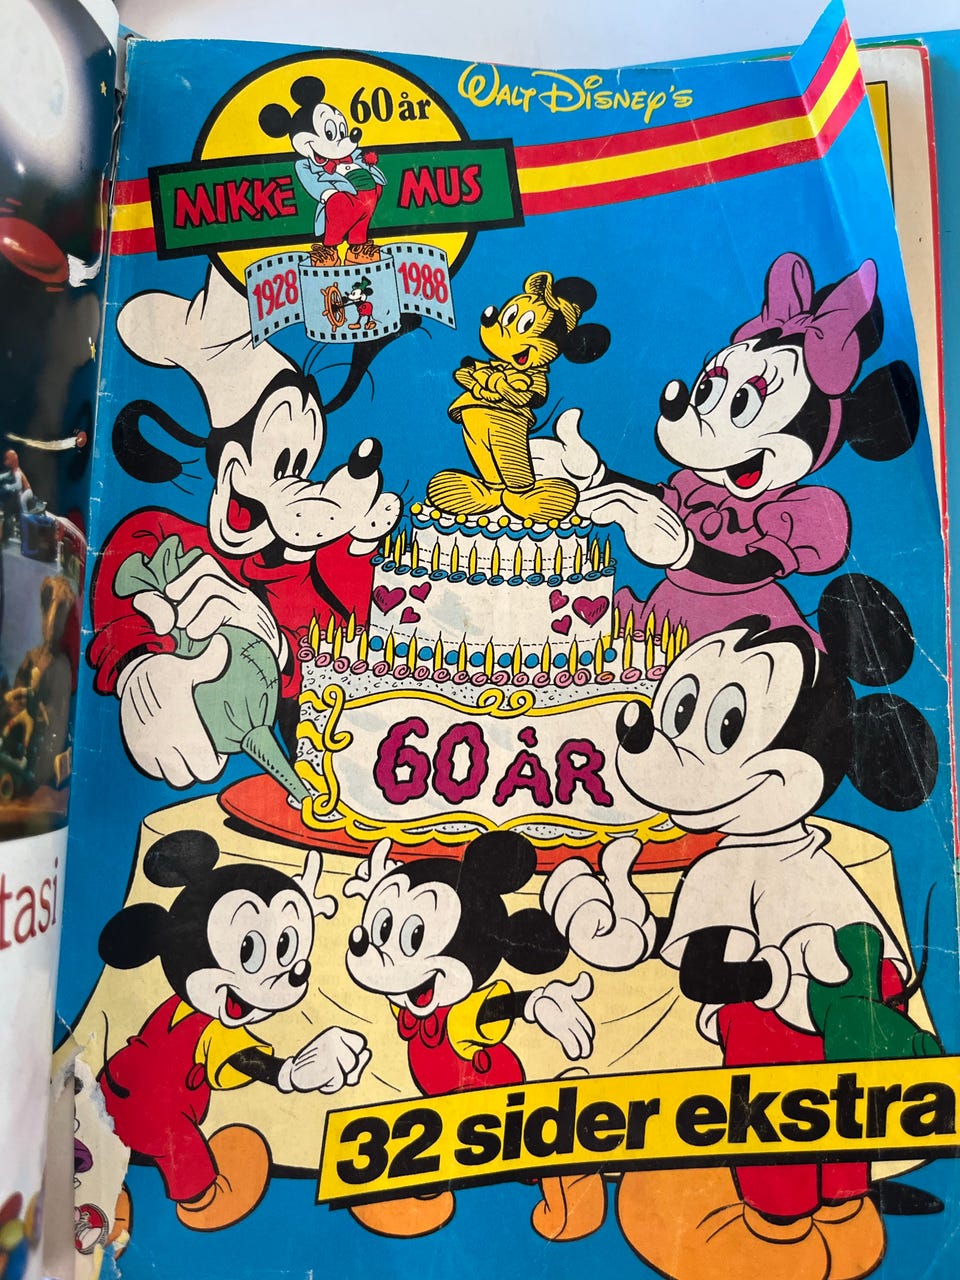 60 år
WALT DISNEY'S
MIKKE MUS
1928 1988
60 ÅR
32 sider ekstra
tasi